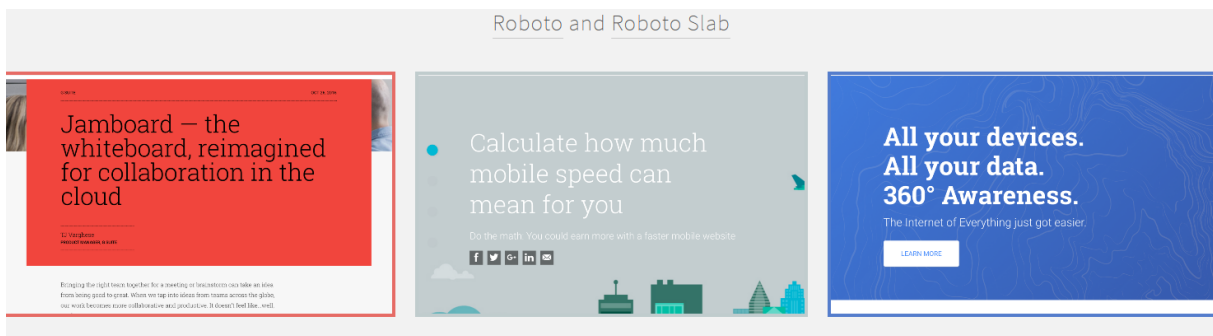 Roboto and Roboto Slab
OCT 25, 2016
Jamboard — the
whiteboard, reimagined
for collaboration in the
cloud
TJ Varghese
PRODUCT MANAGER, G SUITE
Bringing the right team together for a meeting or brainstorm can take an idea
from being good to great. When we tap into ideas from teams across the globe,
our work becomes more collaborative and productive. It doesn't feel like...well
Calculate how much
mobile speed can
mean for you
Do the math. You could earn more with a faster mobile website
f G+ in
All your devices.
All your data.
360° Awareness.
The Internet of Everything just got easier.
LEARN MORE